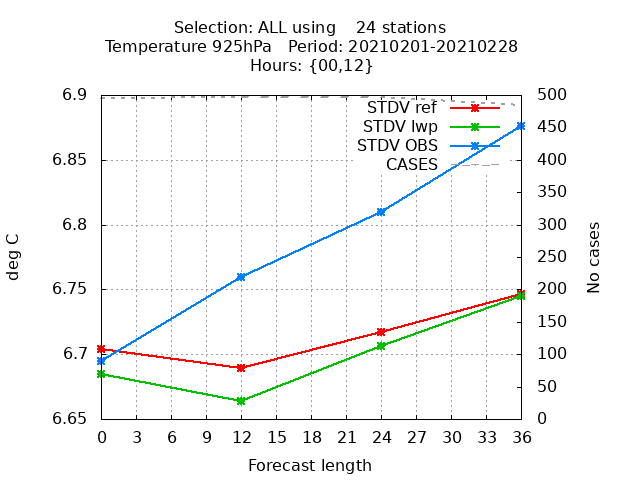 Selection: ALL using    24 stations
Temperature 925hPa   Period: 20210201-20210228
Hours: {00,12}
STDV ref
STDV lwp
STDV OBS
CASES
6.9
6.85
6.8
6.75
6.7
6.65
deg C
500
450
400
350
300
250
200
150
100
50
0
No cases
0 3 6 9 12 15 18 21 24 27 30 33 36
Forecast length